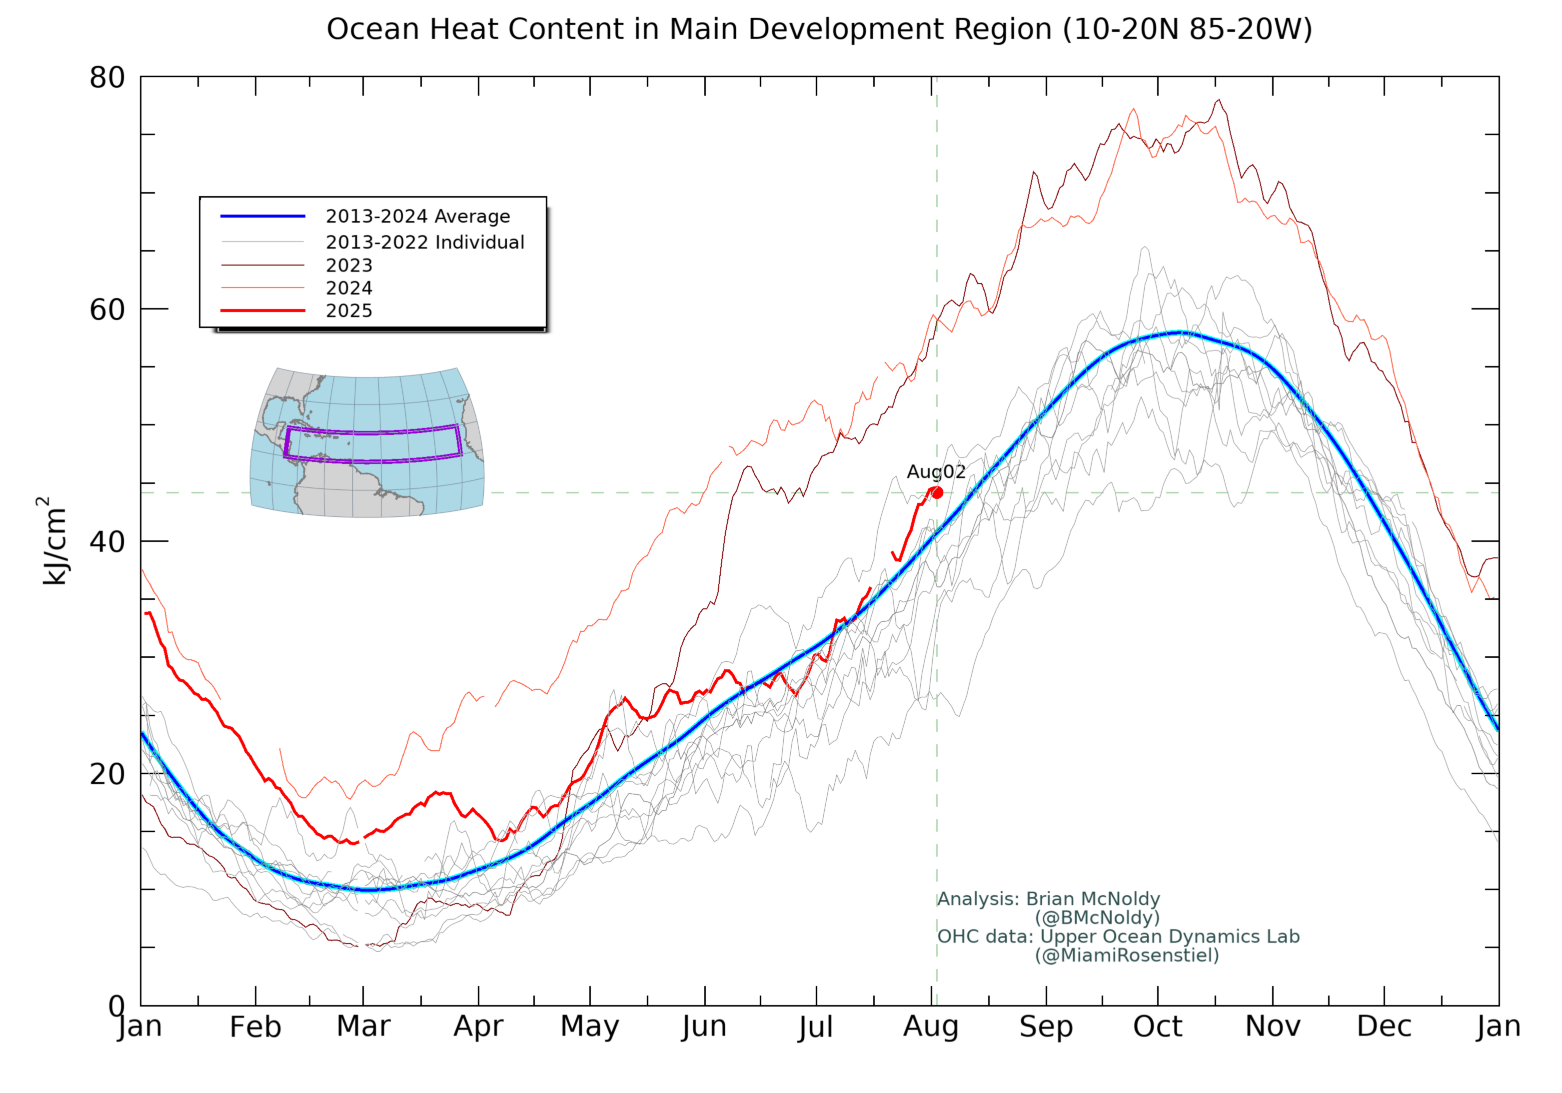 Ocean Heat Content in Main Development Region (10-20N 85-20W)
80
60
40
20
0
kJ/cm²
2013-2024 Average
2013-2022 Individual
2023
2024
2025
Aug02
Analysis: Brian McNoldy
(@BMcNoldy)
OHC data: Upper Ocean Dynamics Lab
(@MiamiRosenstiel)
Jan Feb Mar Apr May Jun Jul Aug Sep Oct Nov Dec Jan